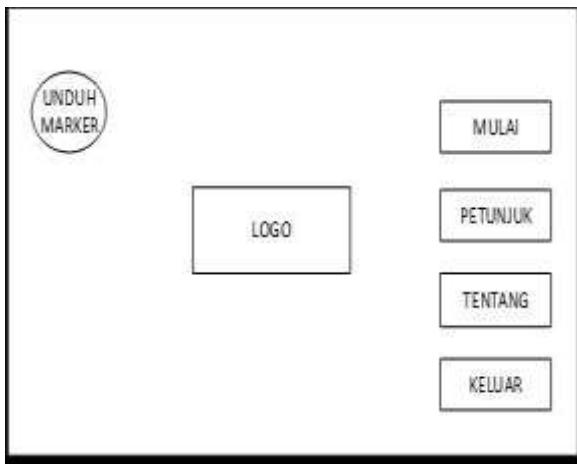 UNDUH
MARKER
LOGO
MULAI
PETUNJUK
TENTANG
KELUAR